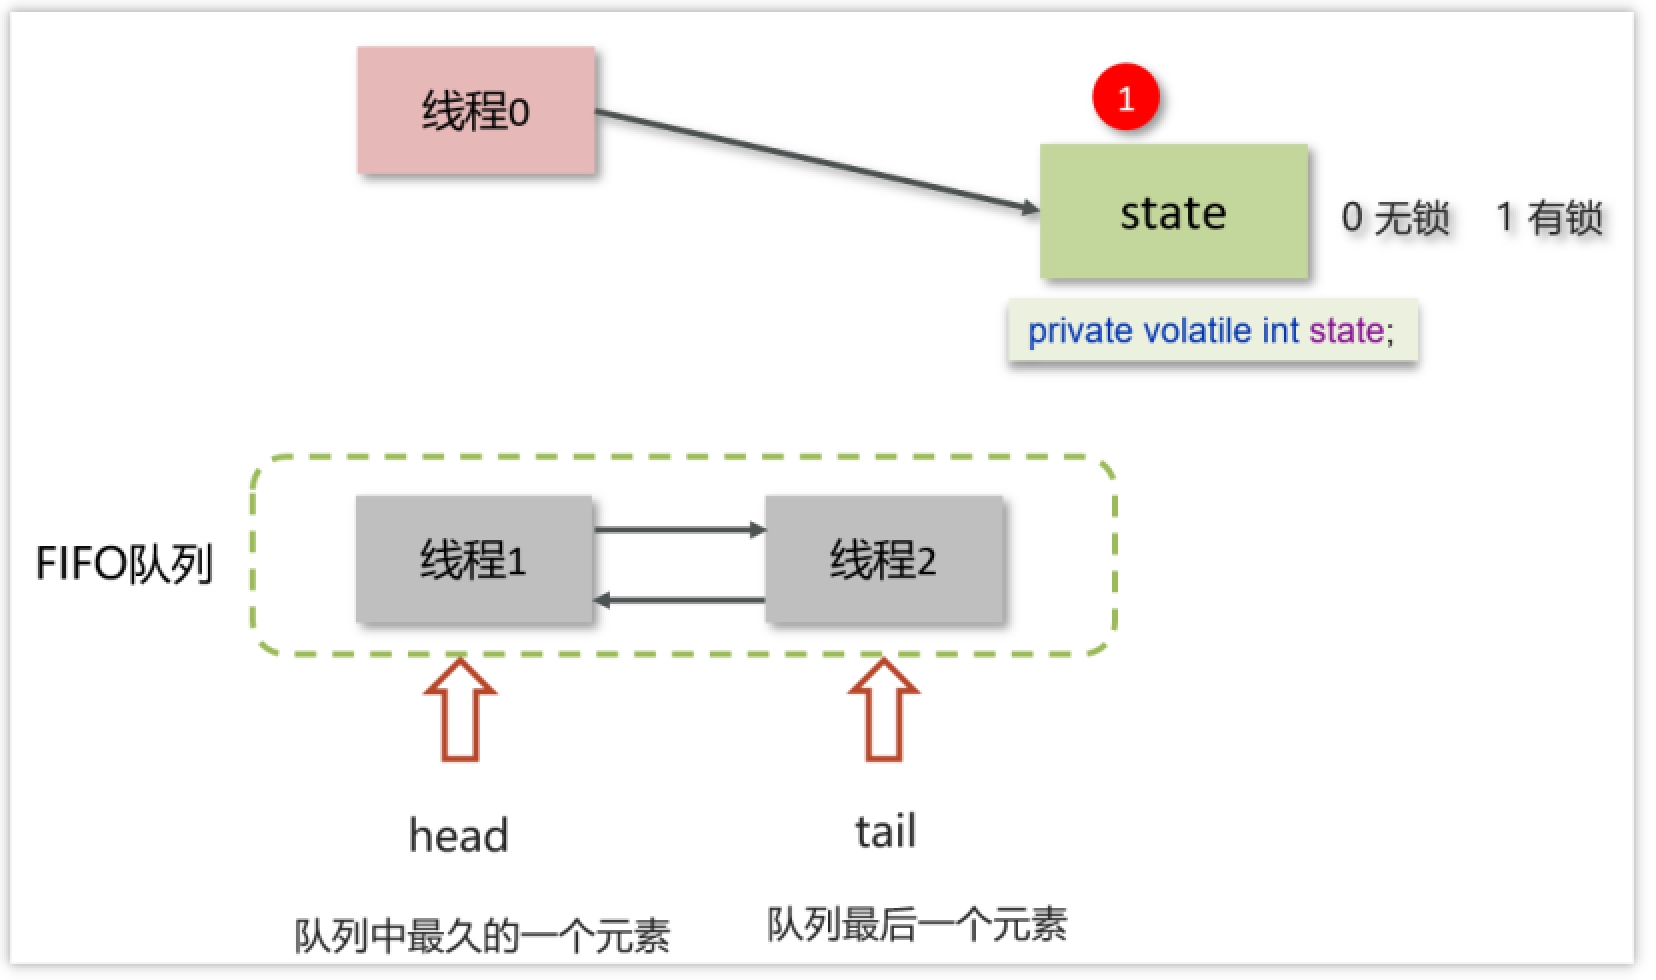 线程0
1
state
0 无锁 1 有锁
private volatile int state;
FIFO队列
线程1
线程2
head
tail
队列中最久的一个元素
队列最后一个元素